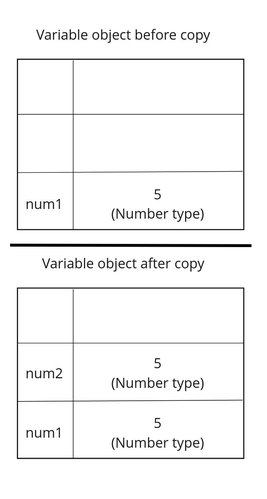 Variable object before copy
5
num1
(Number type)
Variable object after copy
5
num2
(Number type)
5
num1
(Number type)